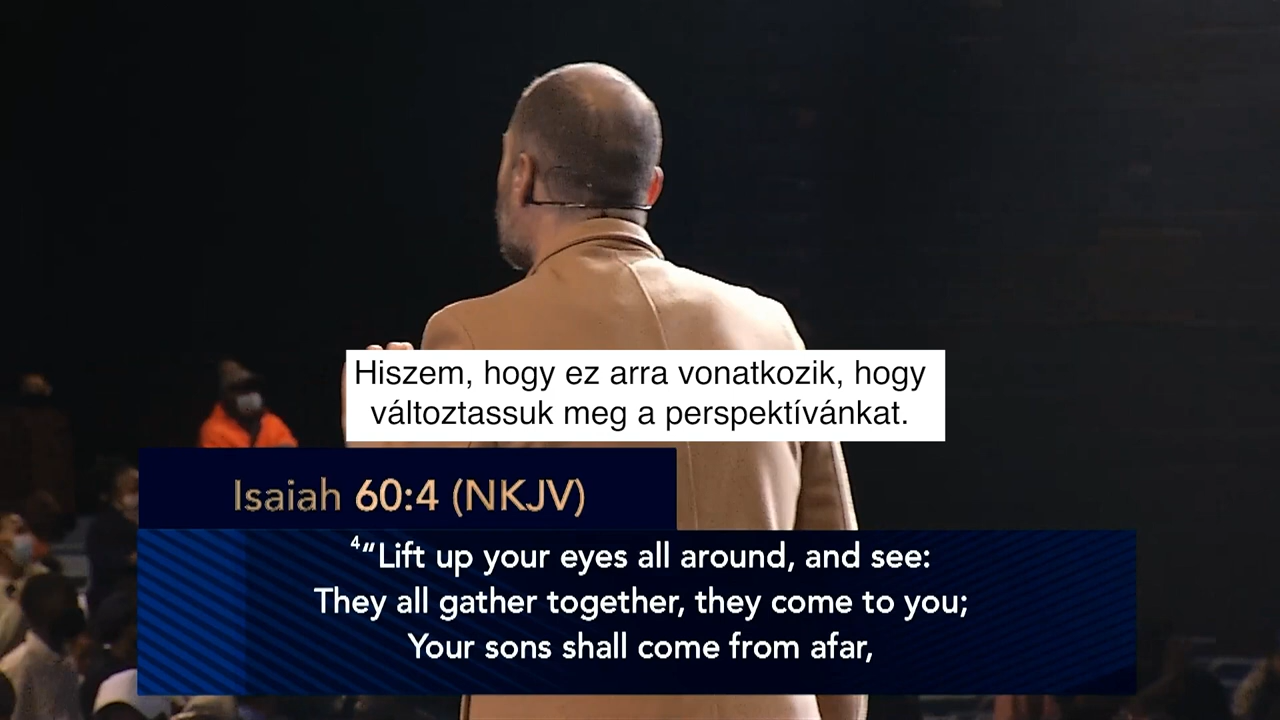 Hiszem, hogy ez arra vonatkozik, hogy
változtassuk meg a perspektívánkat.
Isaiah 60:4 (NKJV)
4“Lift up your eyes all around, and see:
They all gather together, they come to you;
Your sons shall come from afar,